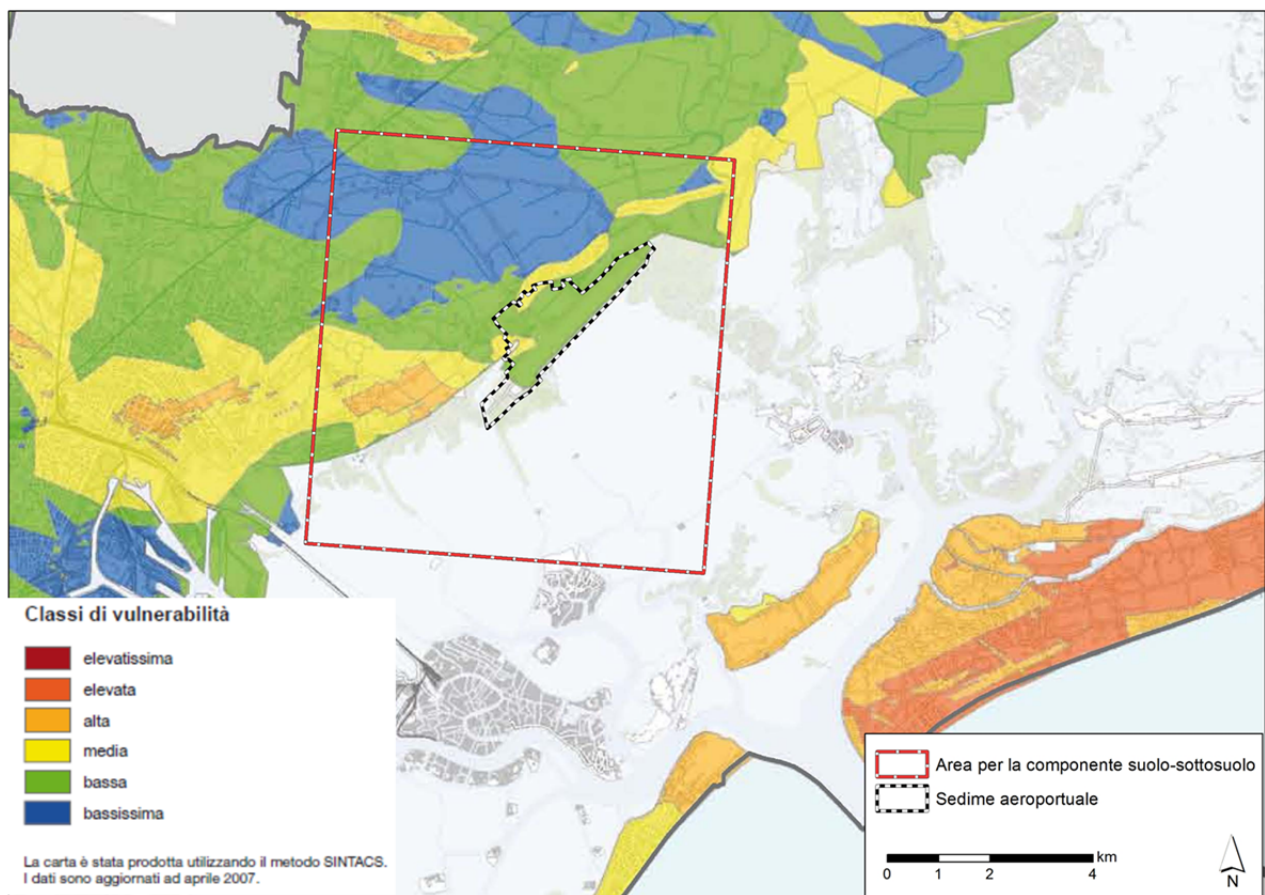 Classi di vulnerabilità
elevatissima
elevata
alta
media
bassa
bassissima
La carta è stata prodotta utilizzando il metodo SINTACS.
I dati sono aggiornati ad aprile 2007.
Area per la componente suolo-sottosuolo
Sedime aeroportuale
km
0 1 2 4
N